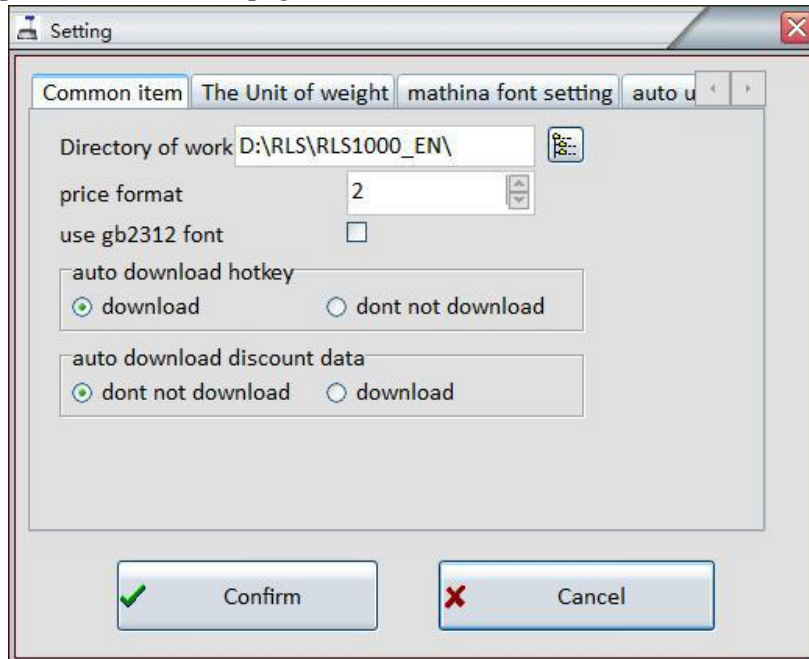 Setting
Common item The Unit of weight mathina font setting auto u
Directory of work D:\RLS\RLS1000_EN\
price format 2
use gb2312 font
auto download hotkey
download dont not download
auto download discount data
dont not download download
Confirm Cancel